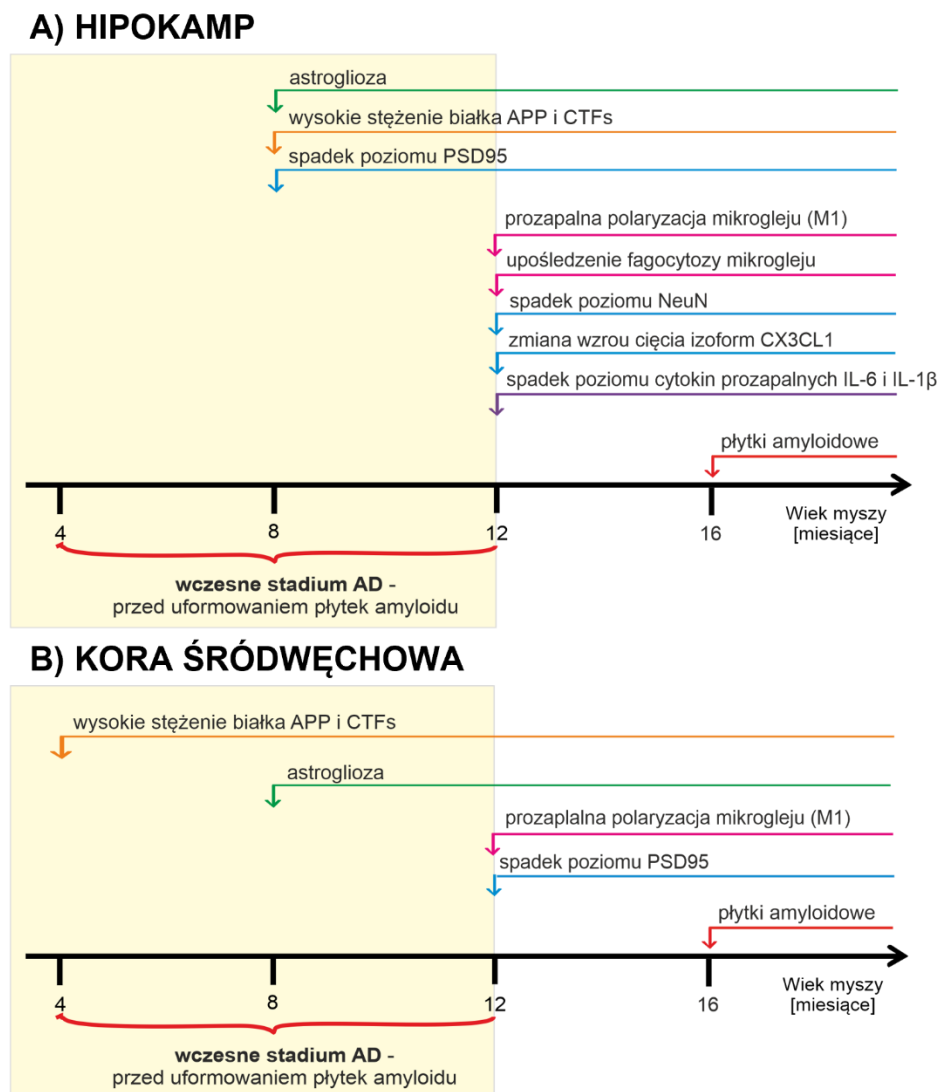 A) HIPOKAMP
astroglioza
wysokie stężenie białka APP i CTFs
spadek poziomu PSD95
prozapalna polaryzacja mikrogleju (M1)
upośledzenie fagocytozy mikrogleju
spadek poziomu NeuN
zmiana wzrou cięcia izoform CX3CL1
spadek poziomu cytokin prozapalnych IL-6 i IL-1β
płytki amyloidowe
4 8 12 16
Wiek myszy
[miesiące]
wczesne stadium AD -
przed uformowaniem płytek amyloidu
B) KORA ŚRÓDWĘCHOWA
wysokie stężenie białka APP i CTFs
astroglioza
prozaplalna polaryzacja mikrogleju (M1)
spadek poziomu PSD95
płytki amyloidowe
4 8 12 16
Wiek myszy
[miesiące]
wczesne stadium AD -
przed uformowaniem płytek amyloidu